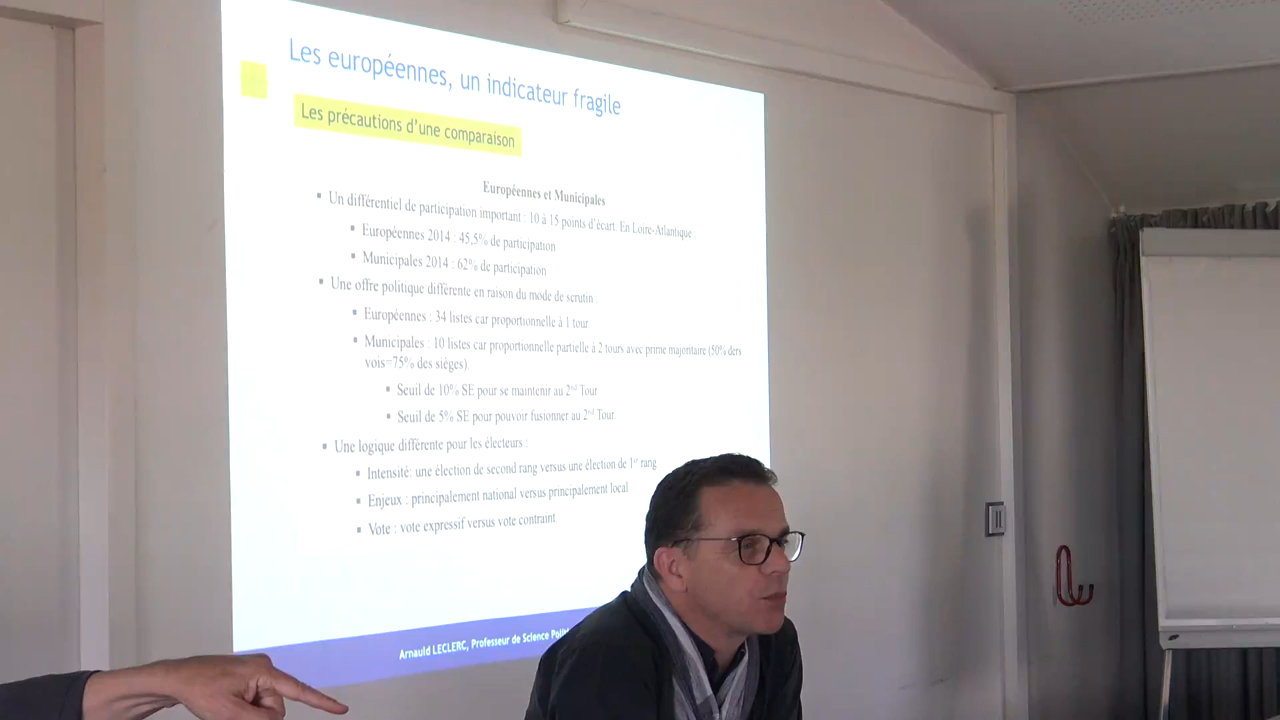 Les européennes, un indicateur fragile
Les précautions d'une comparaison
Européennes et Municipales
Un différentiel de participation important : 10 à 15 points d'écart. En Loire-Atlantique :
Européennes 2014 : 45,5% de participation
Municipales 2014 : 62% de participation
Une offre politique différente en raison du mode de scrutin
Européennes : 34 listes car proportionnelle à 1 tour
Municipales : 10 listes car proportionnelle partielle à 2 tours avec prime majoritaire (50% ders
vois=75% des sièges).
Seuil de 10% SE pour se maintenir au 2nd Tour
Seuil de 5% SE pour pouvoir fusionner au 2nd Tour.
Une logique différente pour les électeurs :
Intensité: une élection de second rang versus une élection de 1er rang
Enjeux : principalement national versus principalement local
Vote : vote expressif versus vote contraint
Arnauld LECLERC, Professeur de Science